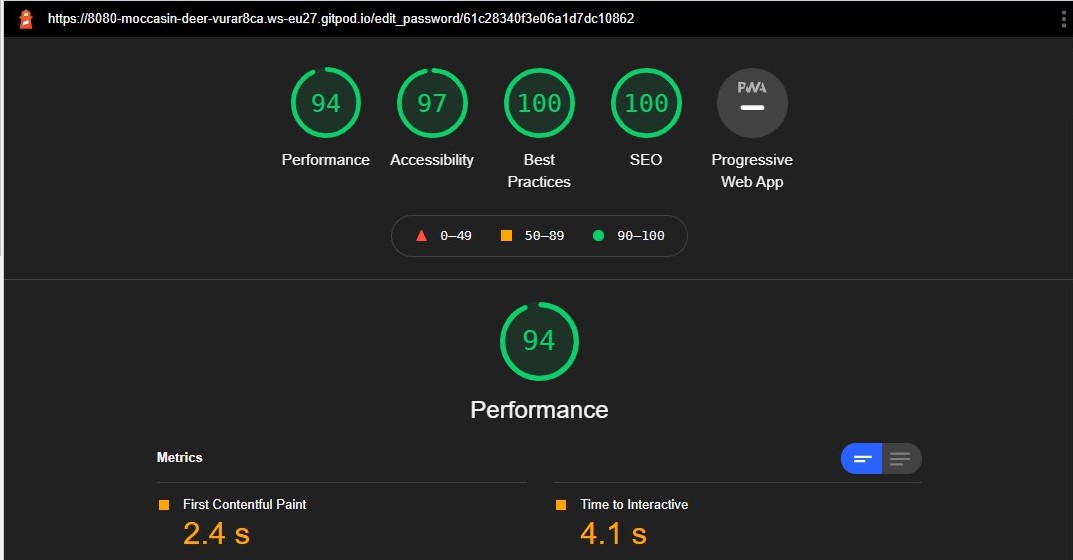 https://8080-moccasin-deer-vurar8ca.ws-eu27.gitpod.io/edit_password/61c28340f3e06a1d7dc10862
94 97 100 100 PWA
Performance Accessibility Best Practices SEO Progressive Web App
0–49 50–89 90–100
94
Performance
Metrics
First Contentful Paint Time to Interactive
2.4 s 4.1 s